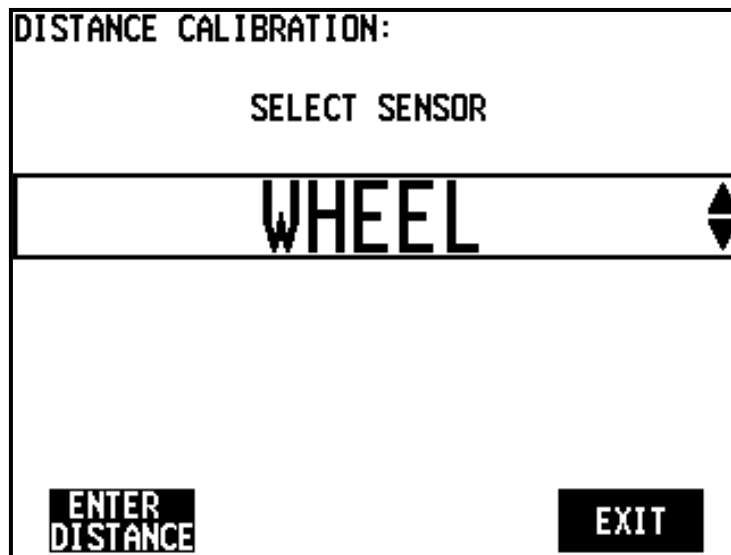 DISTANCE CALIBRATION:
SELECT SENSOR
WHEEL
ENTER
DISTANCE
EXIT